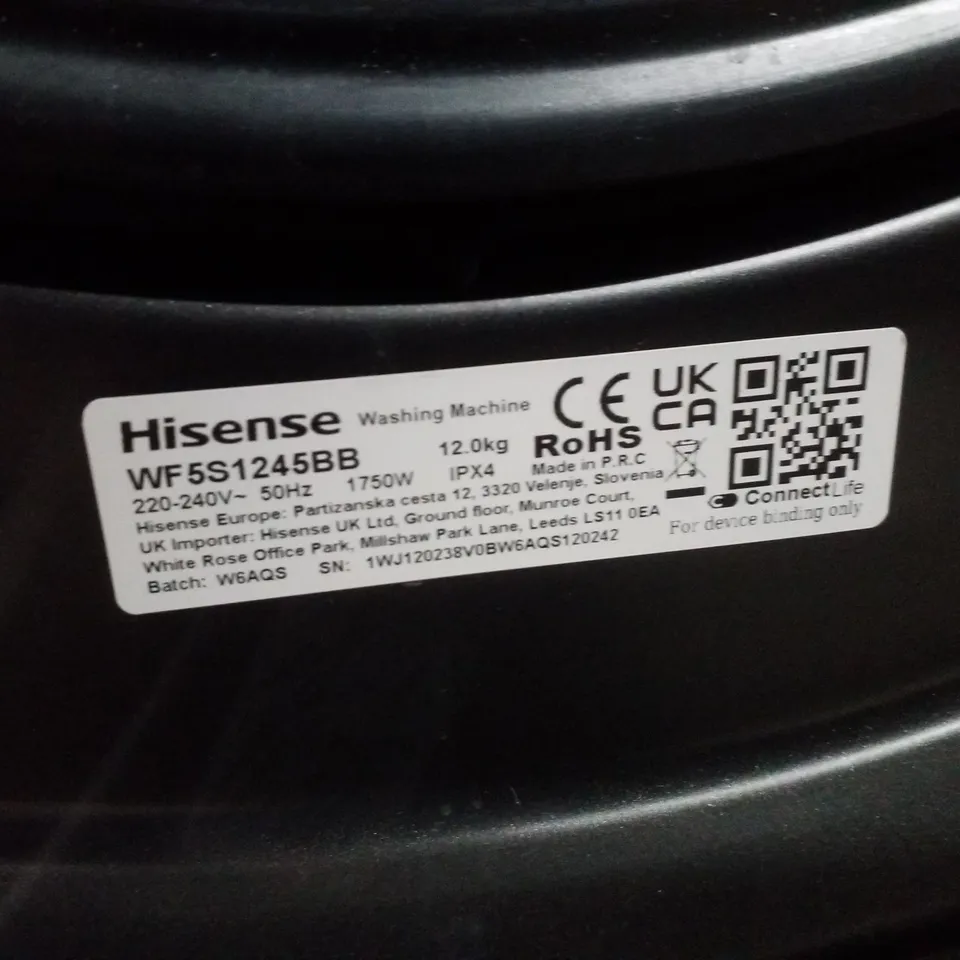 Hisense Washing Machine
CE UK CA
WF5S1245BB 12.0kg RoHS
220-240V~ 50Hz 1750W IPX4 Made in P.R.C
Hisense Europe: Partizanska cesta 12, 3320 Velenje, Slovenia
UK Importer: Hisense UK Ltd, Ground floor, Munroe Court,
White Rose Office Park, Millshaw Park Lane, Leeds LS11 0EA
Batch: W6AQS SN: 1WJ120238V0BW6AQS120242
ConnectLife
For device binding only